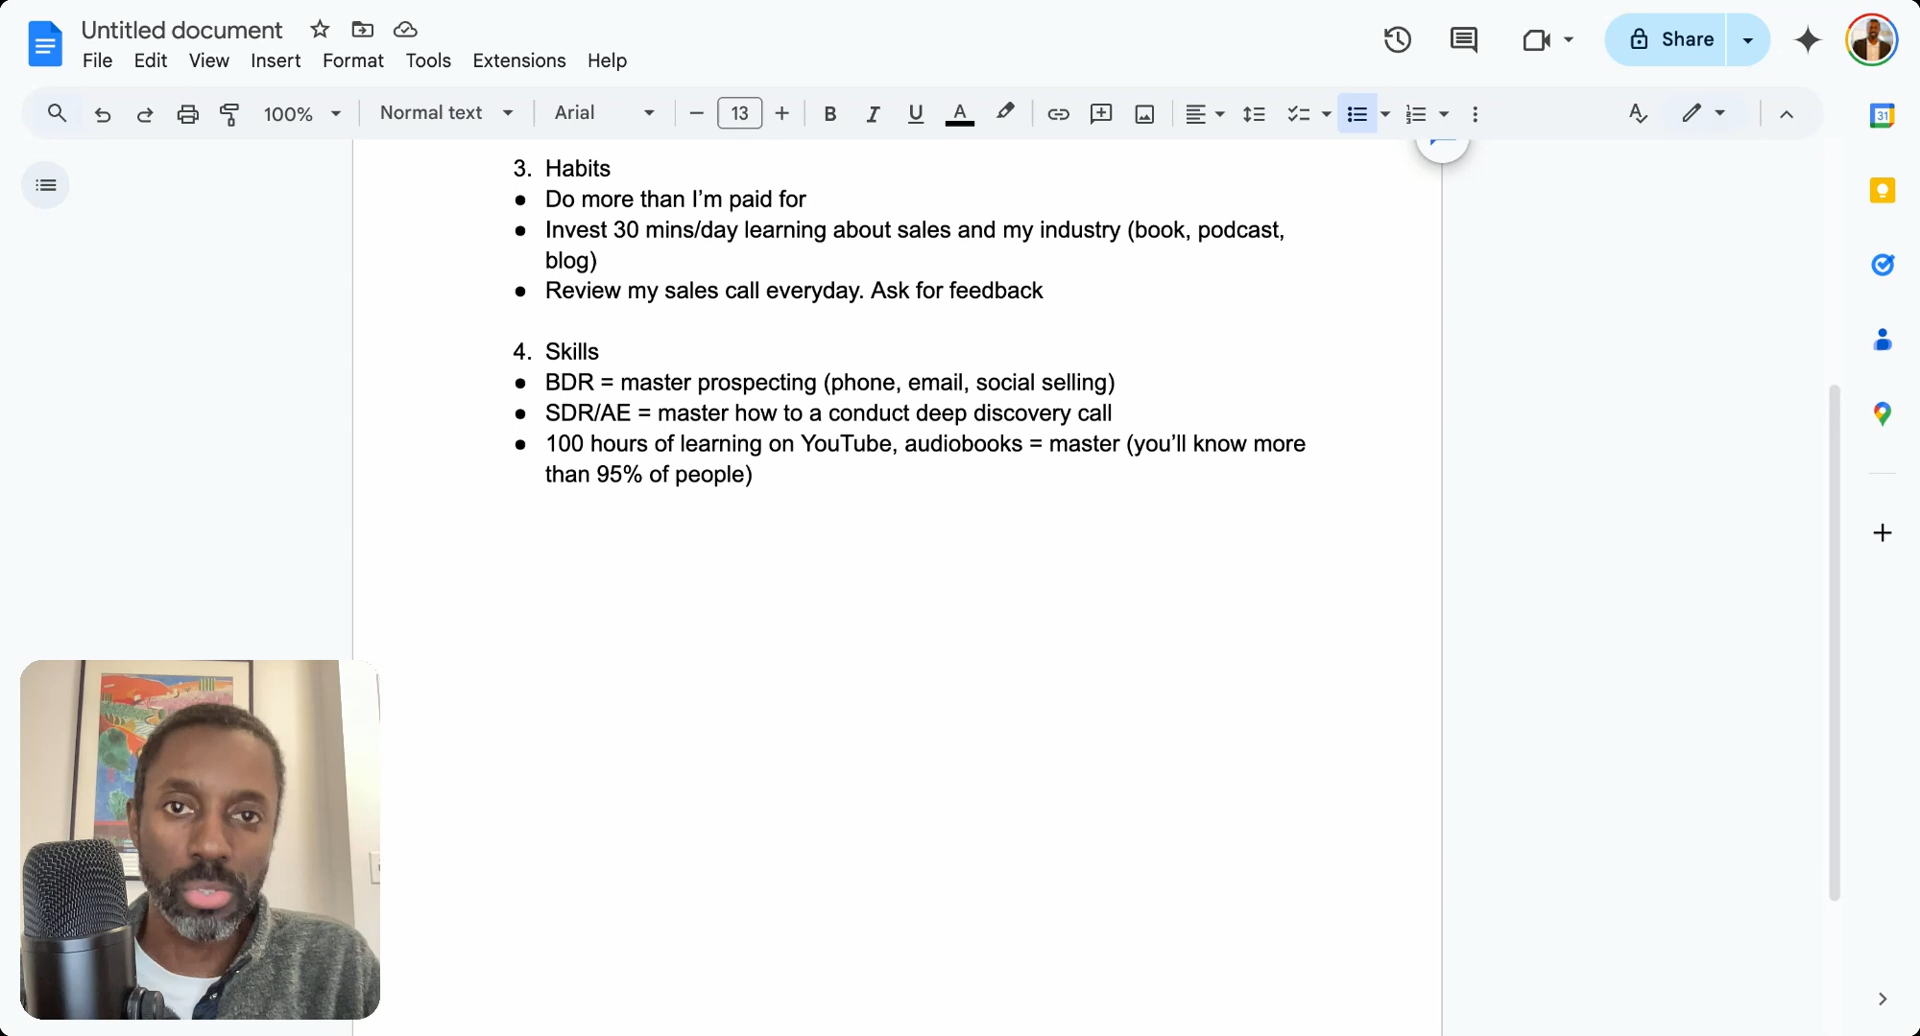 Untitled document
File Edit View Insert Format Tools Extensions Help
Share
100% Normal text Arial 13 B I U A
31
3. Habits
● Do more than I’m paid for
● Invest 30 mins/day learning about sales and my industry (book, podcast,
blog)
● Review my sales call everyday. Ask for feedback
4. Skills
● BDR = master prospecting (phone, email, social selling)
● SDR/AE = master how to a conduct deep discovery call
● 100 hours of learning on YouTube, audiobooks = master (you’ll know more
than 95% of people)